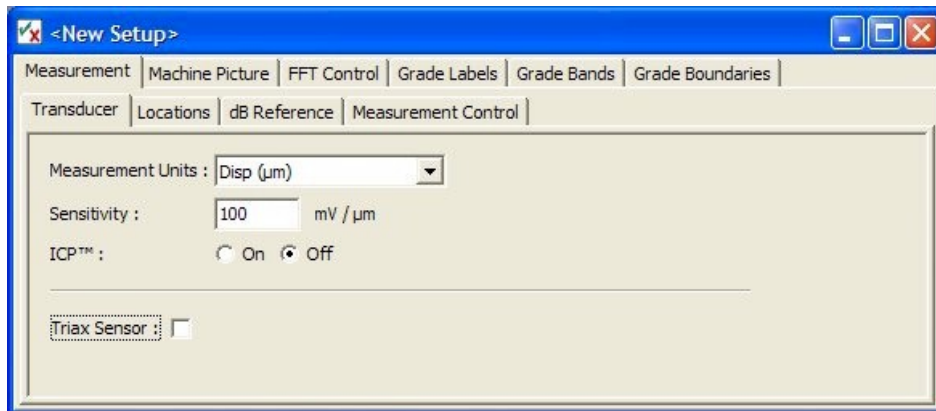 <New Setup>
Measurement Machine Picture FFT Control Grade Labels Grade Bands Grade Boundaries
Transducer Locations dB Reference Measurement Control
Measurement Units : Disp (µm)
Sensitivity : 100 mV / µm
ICP™ : On Off
Triax Sensor :